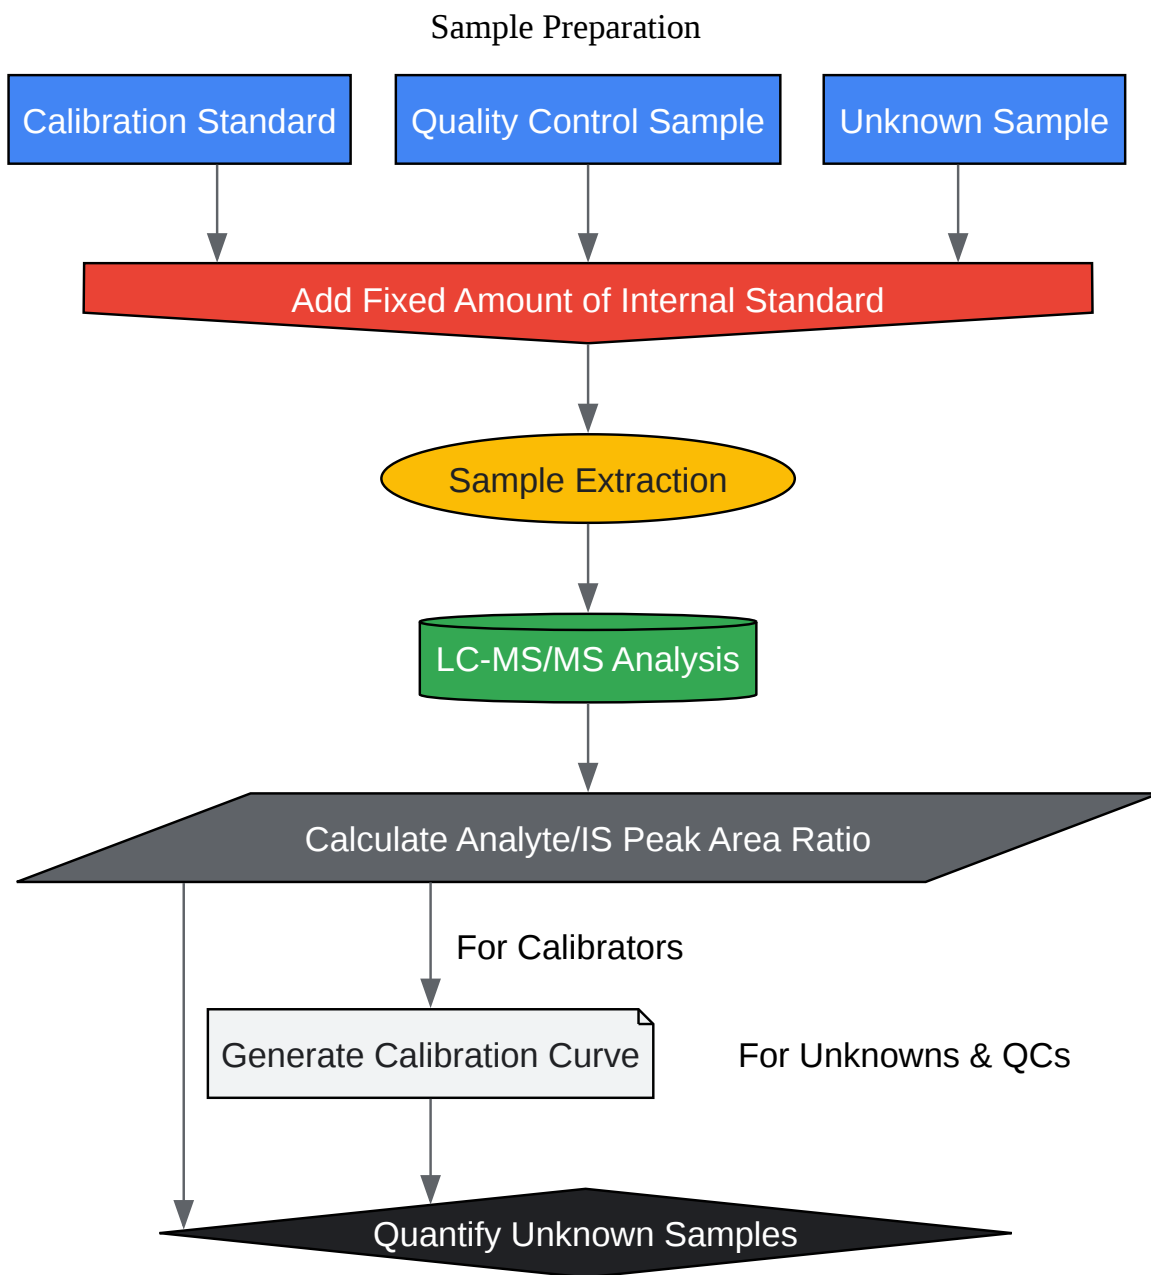 Sample Preparation
Calibration Standard
Quality Control Sample
Unknown Sample
Add Fixed Amount of Internal Standard
Sample Extraction
LC-MS/MS Analysis
Calculate Analyte/IS Peak Area Ratio
For Calibrators
Generate Calibration Curve
For Unknowns & QCs
Quantify Unknown Samples